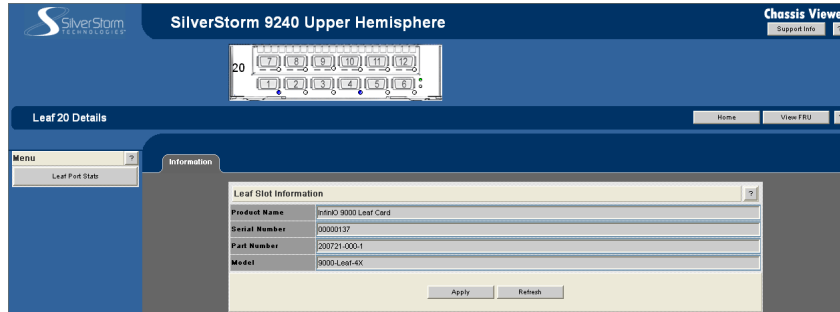 SilverStorm
TECHNOLOGIES
SilverStorm 9240 Upper Hemisphere
Chassis Viewe
Support Info ?
20
7 8 9 10 11 12
1 2 3 4 5 6
Leaf 20 Details
Home View FRU
Menu ?
Leaf Port Stats
Information
Leaf Slot Information ?
Product Name InfinIO 9000 Leaf Card
Serial Number 00000137
Part Number 200721-000-1
Model 9000-Leaf-4X
Apply Refresh